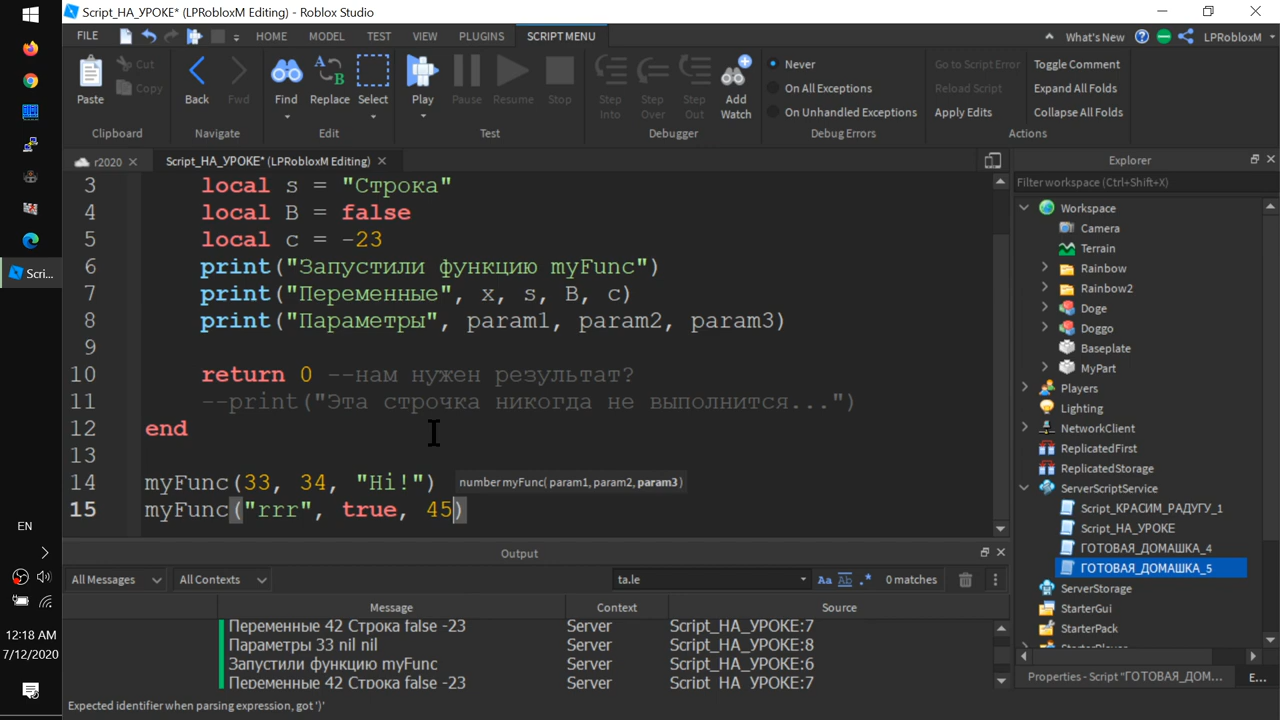 Script_НА_УРОКЕ* (LPRobloxM Editing) - Roblox Studio
FILE HOME MODEL TEST VIEW PLUGINS SCRIPT MENU What's New LPRobloxM
Paste Cut Copy
Clipboard
Back Fwd
Navigate
Find Replace Select
Edit
Play Pause Resume Stop
Test
Step Into Step Over Step Out Add Watch
Debugger
Never
On All Exceptions
On Unhandled Exceptions
Debug Errors
Go to Script Error Toggle Comment
Reload Script Expand All Folds
Apply Edits Collapse All Folds
Actions
r2020 Script_НА_УРОКЕ* (LPRobloxM Editing)
3 local s = "Строка"
4 local B = false
5 local c = -23
6 print("Запустили функцию myFunc")
7 print("Переменные", x, s, B, c)
8 print("Параметры", param1, param2, param3)
9
10 return 0 --нам нужен результат?
11 --print("Эта строчка никогда не выполнится...")
12 end
13
14 myFunc(33, 34, "Hi!") number myFunc( param1, param2, param3 )
15 myFunc("rrr", true, 45)
Output
All Messages All Contexts ta.le Aa Ab .* 0 matches
Message Context Source
Переменные 42 Строка false -23 Server Script_НА_УРОКЕ:7
Параметры 33 nil nil Server Script_НА_УРОКЕ:8
Запустили функцию myFunc Server Script_НА_УРОКЕ:6
Переменные 42 Строка false -23 Server Script_НА_УРОКЕ:7
Expected identifier when parsing expression, got ')'
Explorer
Filter workspace (Ctrl+Shift+X)
Workspace
Camera
Terrain
Rainbow
Rainbow2
Doge
Doggo
Baseplate
MyPart
Players
Lighting
NetworkClient
ReplicatedFirst
ReplicatedStorage
ServerScriptService
Script_КРАСИМ_РАДУГУ_1
Script_НА_УРОКЕ
ГОТОВАЯ_ДОМАШКА_4
ГОТОВАЯ_ДОМАШКА_5
ServerStorage
StarterGui
StarterPack
StarterPlayer
Properties - Script "ГОТОВАЯ_ДОМ... E...
Scri...
EN
12:18 AM
7/12/2020